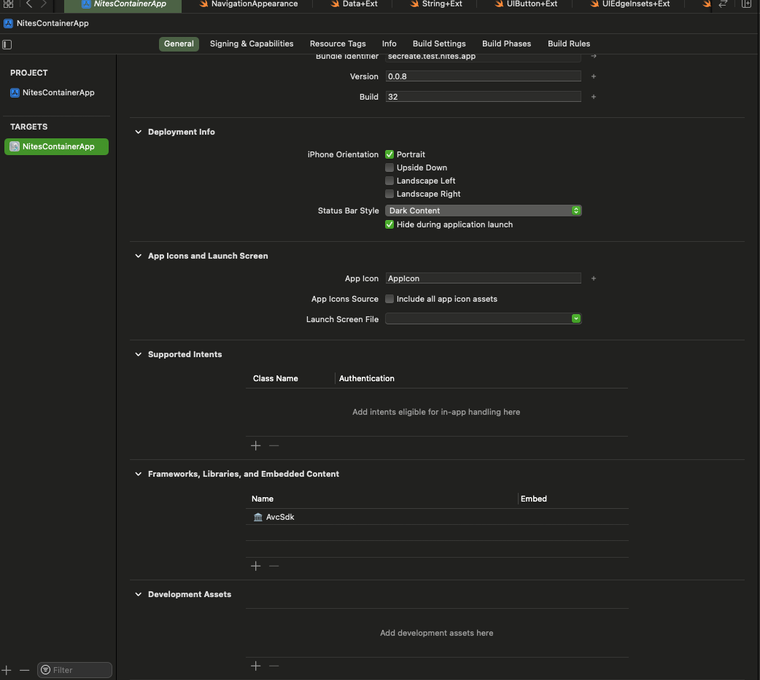 NitesContainerApp NavigationAppearance Data+Ext String+Ext UIButton+Ext UIEdgeInsets+Ext
NitesContainerApp
General Signing & Capabilities Resource Tags Info Build Settings Build Phases Build Rules
PROJECT
NitesContainerApp
TARGETS
NitesContainerApp
Bundle Identifier secreate.test.nites.app
Version 0.0.8
Build 32
Deployment Info
iPhone Orientation Portrait
Upside Down
Landscape Left
Landscape Right
Status Bar Style Dark Content
Hide during application launch
App Icons and Launch Screen
App Icon AppIcon
App Icons Source Include all app icon assets
Launch Screen File
Supported Intents
Class Name Authentication
Add intents eligible for in-app handling here
Frameworks, Libraries, and Embedded Content
Name Embed
AvcSdk
Development Assets
Add development assets here
Filter